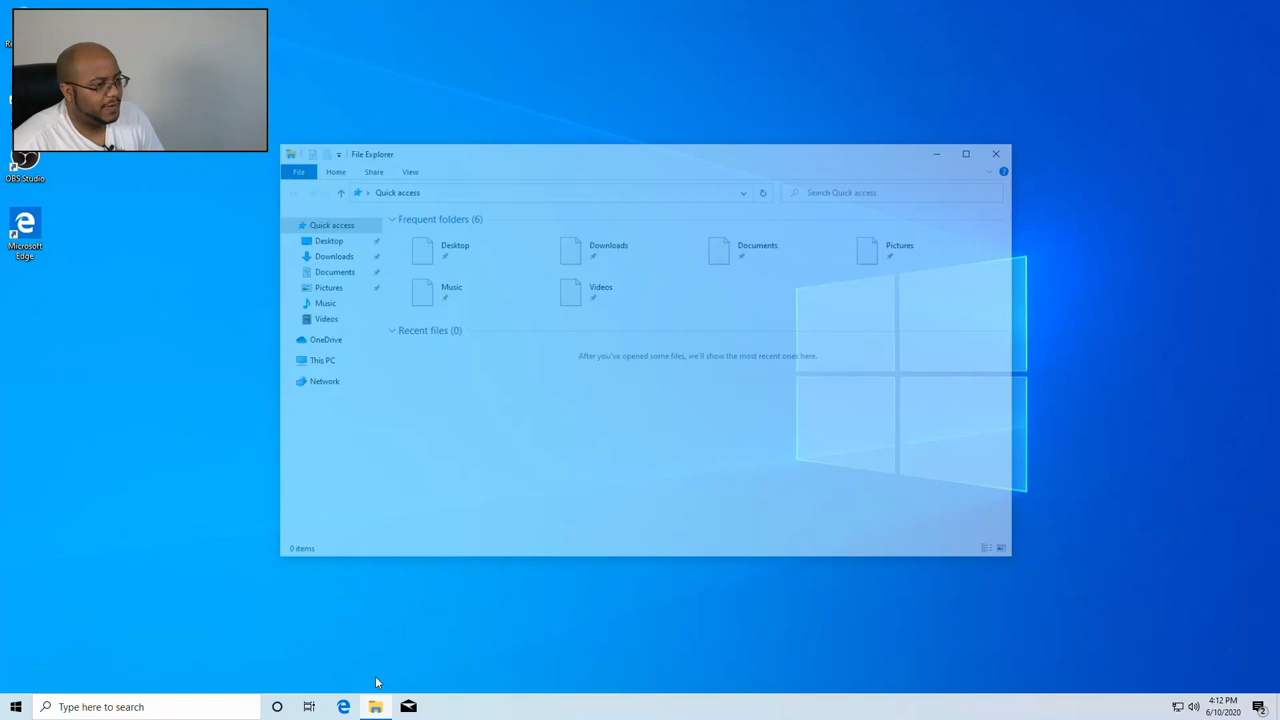 OBS Studio
Microsoft
Edge
File Explorer
File Home Share View
Quick access
Search Quick access
Quick access
Desktop
Downloads
Documents
Pictures
Music
Videos
OneDrive
This PC
Network
Frequent folders (6)
Desktop
Downloads
Documents
Pictures
Music
Videos
Recent files (0)
After you've opened some files, we'll show the most recent ones here.
0 items
Type here to search
4:12 PM
6/10/2020
2